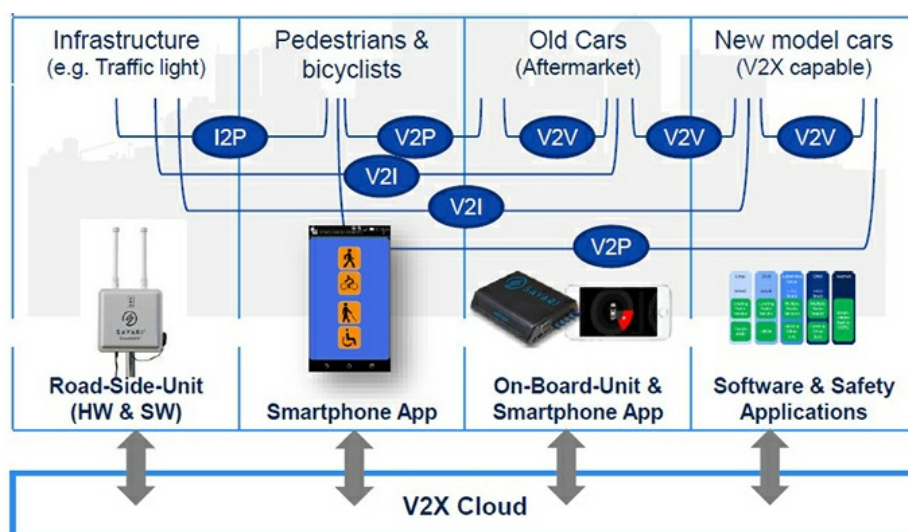 Infrastructure
(e.g. Traffic light)
Pedestrians &
bicyclists
Old Cars
(Aftermarket)
New model cars
(V2X capable)
I2P
V2P
V2V
V2V
V2V
V2I
V2I
V2P
SAVARI
SAVARI
Road-Side-Unit
(HW & SW)
Smartphone App
On-Board-Unit &
Smartphone App
Software & Safety
Applications
V2X Cloud